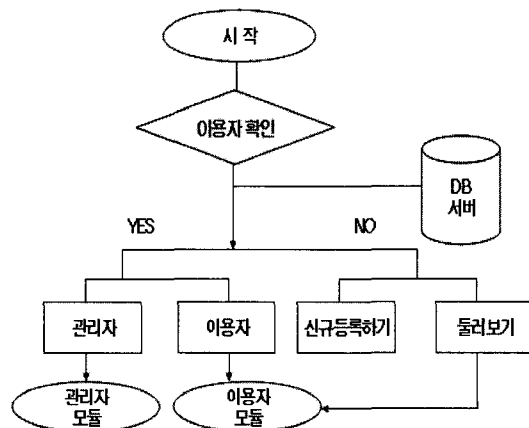 시 작
이용자 확인
DB
서버
YES
NO
관리자
이용자
신규등록하기
둘러보기
관리자
모듈
이용자
모듈